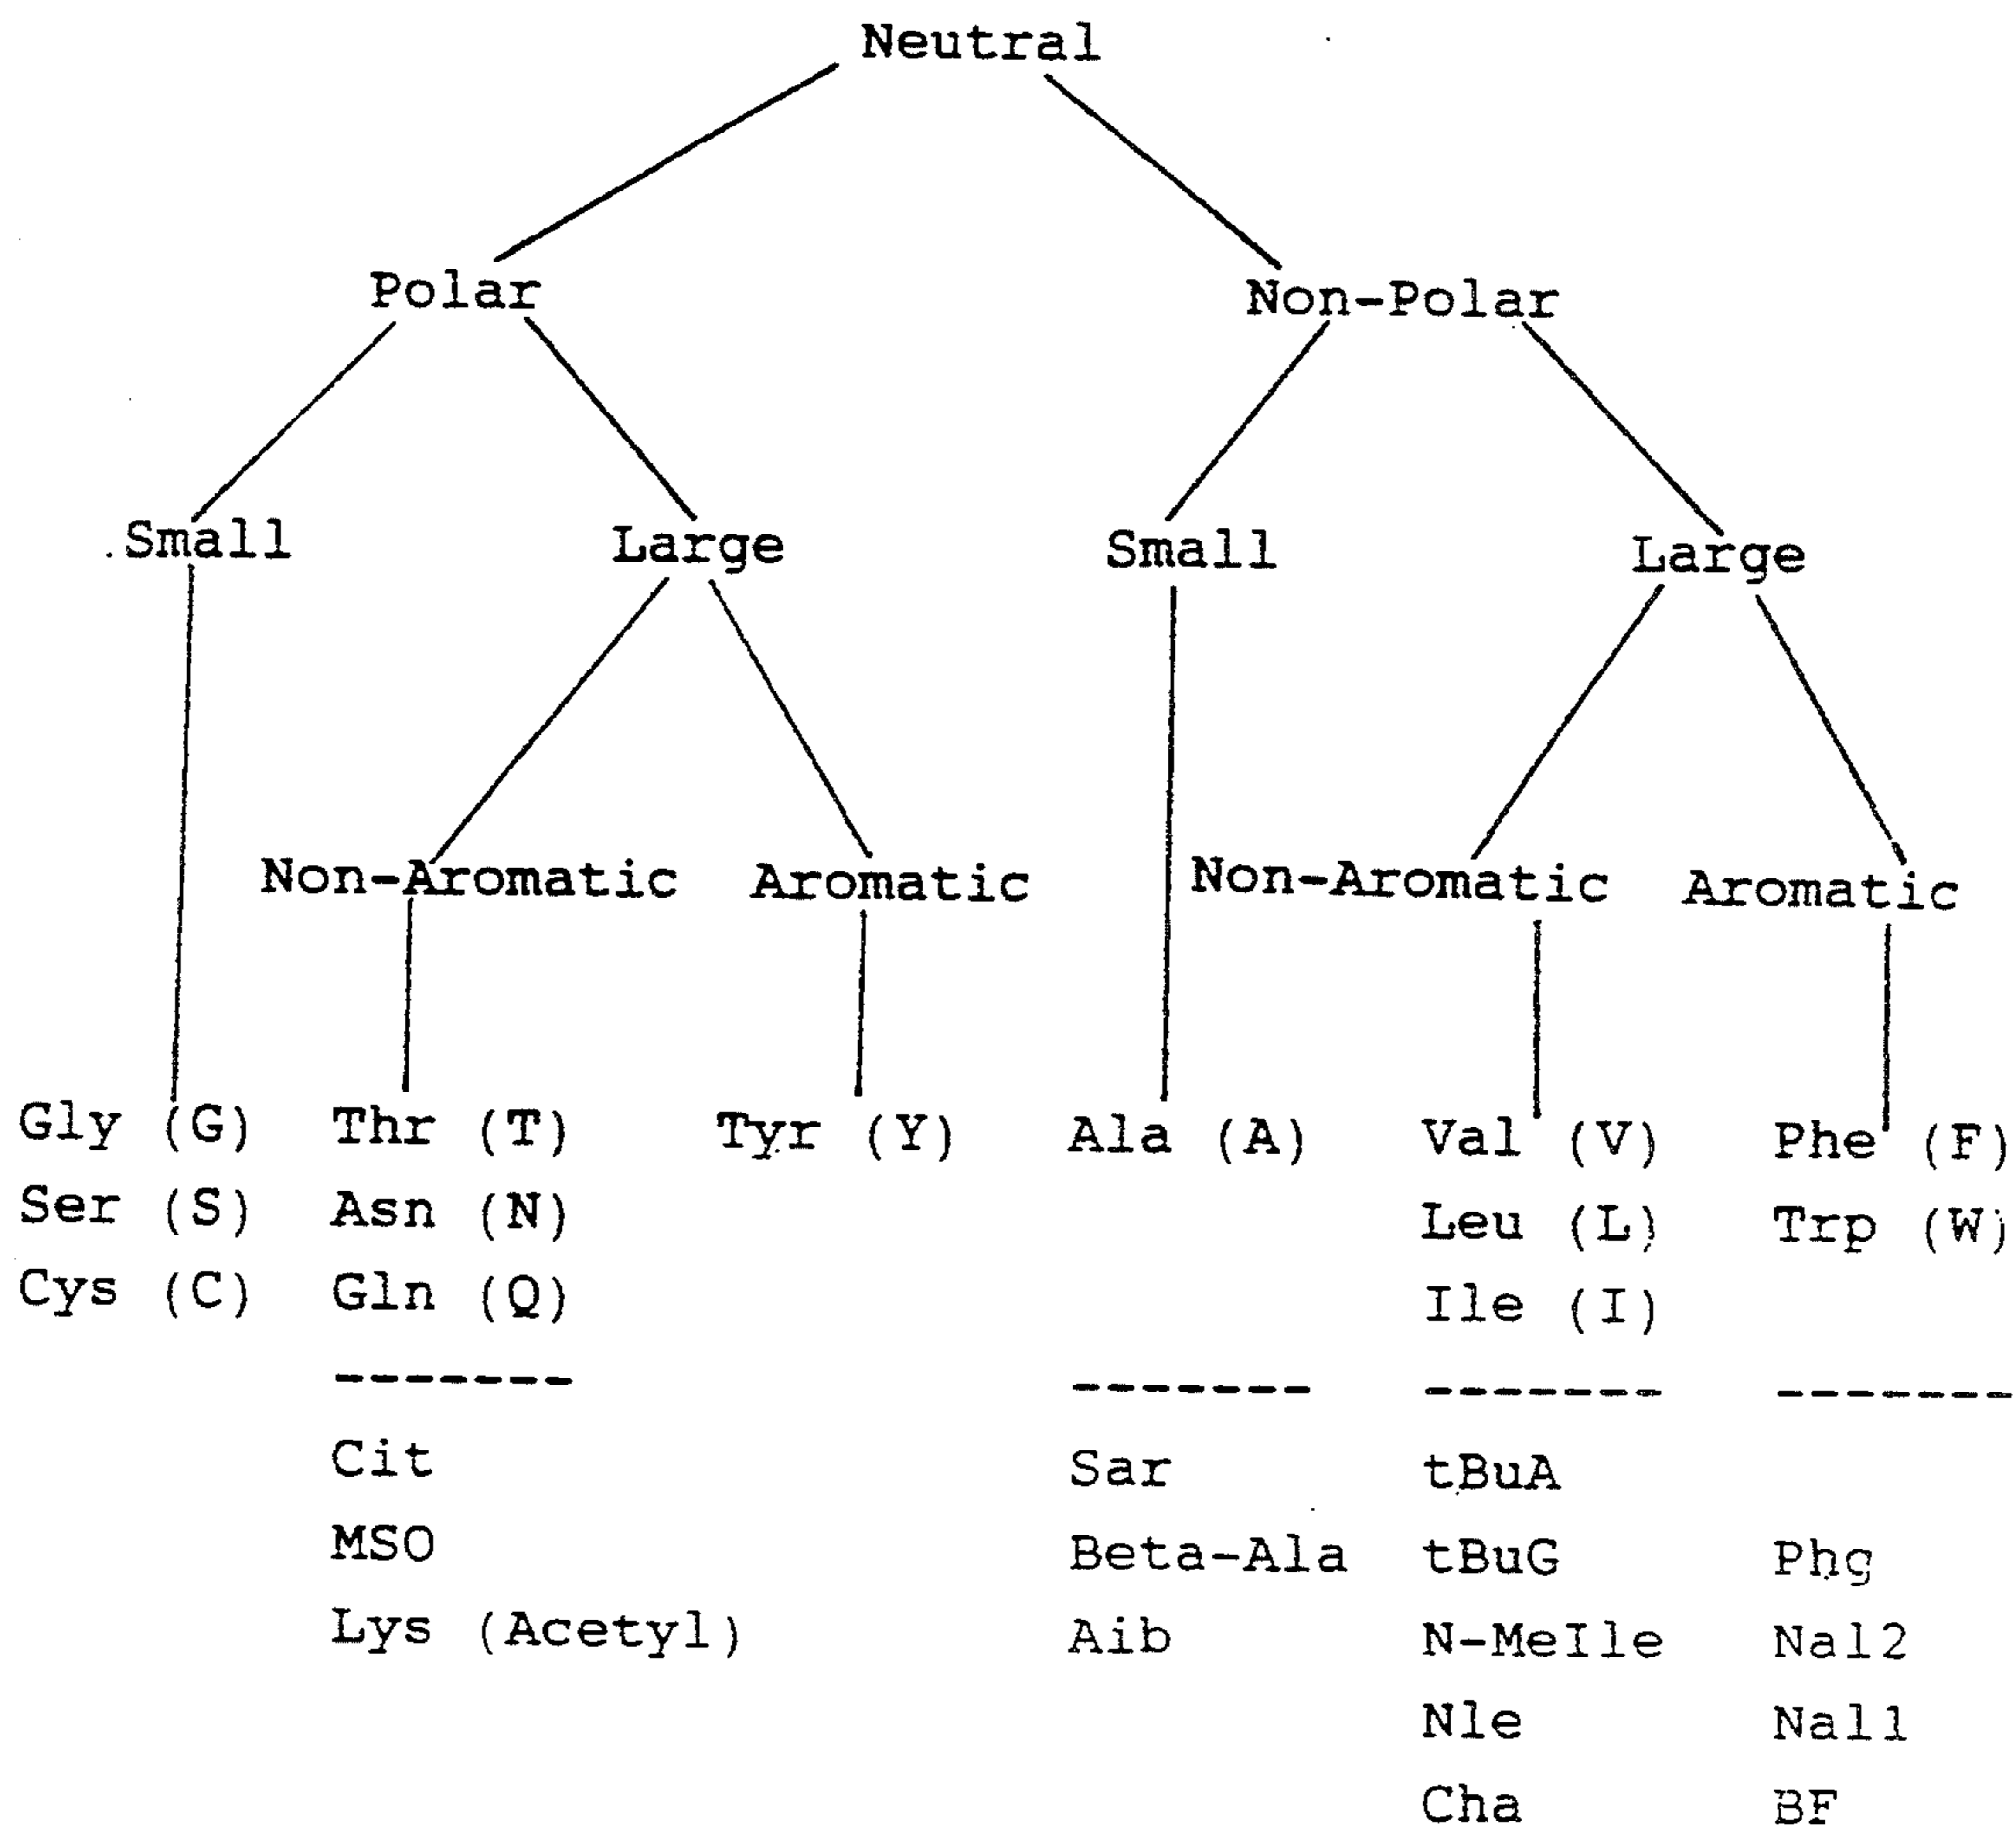 Neutral
Polar Non-Polar
Small Large Small Large
Non-Aromatic Aromatic Non-Aromatic Aromatic
Gly (G) Thr (T) Tyr (Y) Ala (A) Val (V) Phe (F)
Ser (S) Asn (N) Leu (L) Trp (W)
Cys (C) Gln (Q) Ile (I)
------- ------- ------- -------
Cit Sar tBuA
MSO Beta-Ala tBuG Phg
Lys (Acetyl) Aib N-MeIle Nal2
Nle Nal1
Cha BF